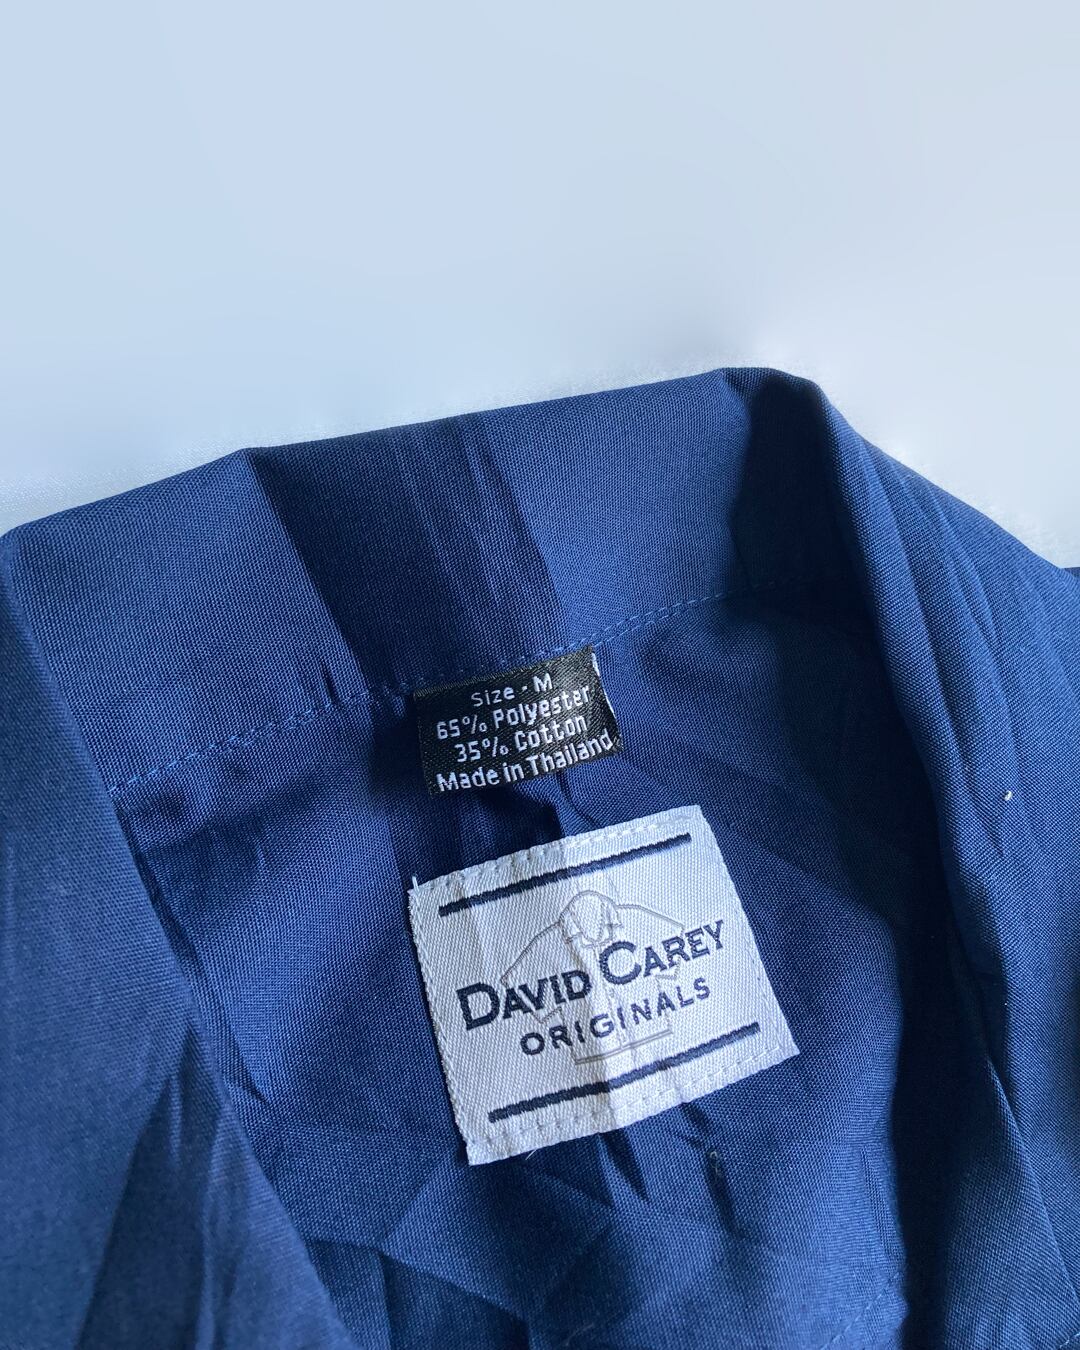 Size - M
65% Polyester
35% Cotton
Made in Thailand
DAVID CAREY
ORIGINALS